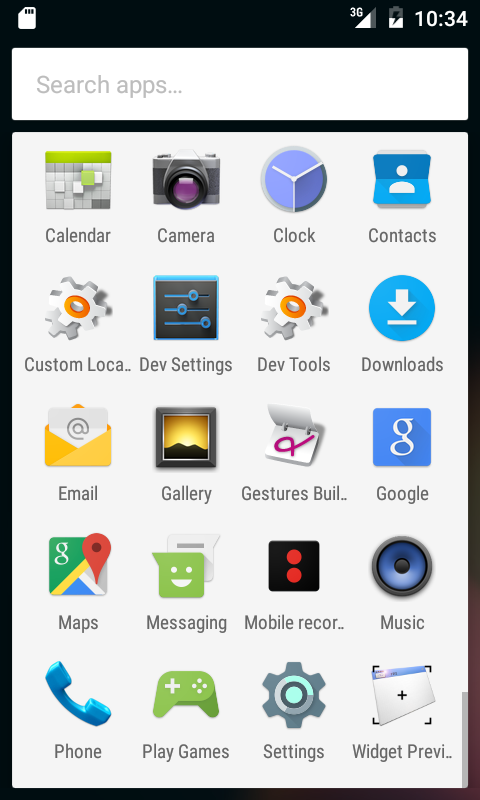 3G 10:34
Search apps...
Calendar Camera Clock Contacts
Custom Loca.. Dev Settings Dev Tools Downloads
@
g
Email Gallery Gestures Buil.. Google
g
Maps Messaging Mobile recor.. Music
Phone Play Games Settings Widget Previ..